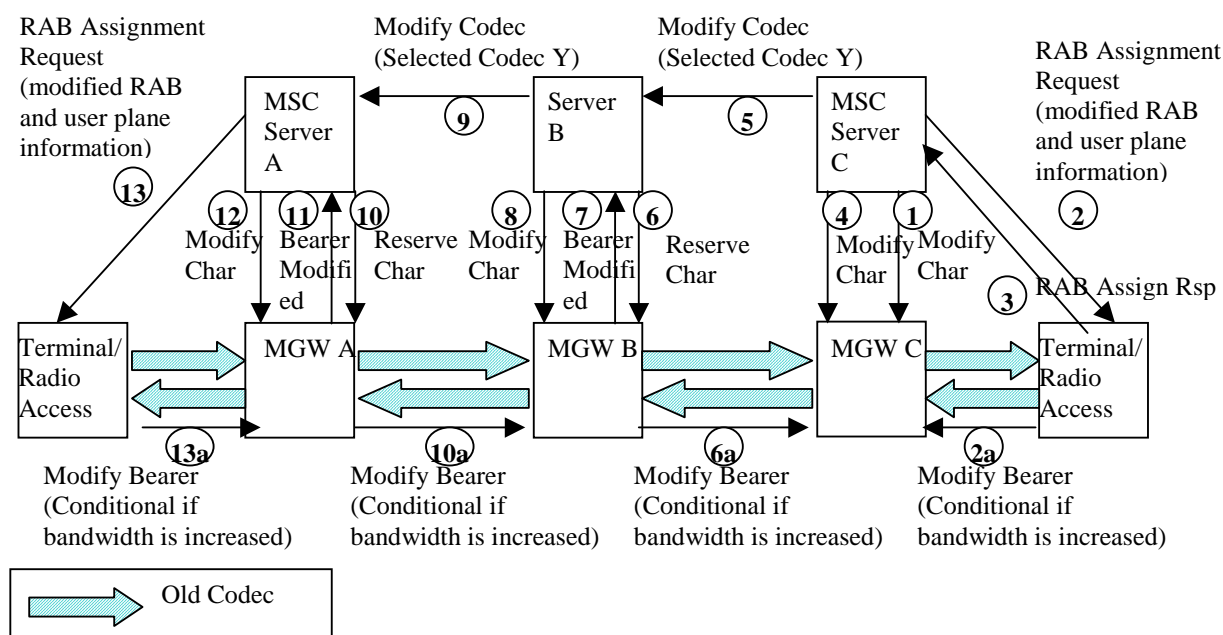 RAB Assignment
Request
(modified RAB
and user plane
information)
Modify Codec
(Selected Codec Y)
Modify Codec
(Selected Codec Y)
RAB Assignment
Request
(modified RAB
and user plane
information)
MSC
Server
A
9
Server
B
5
MSC
Server
C
13
12
11
10
8
7
6
4
1
2
Modify
Char
Bearer
Modifi
ed
Reserve
Char
Modify
Char
Bearer
Modifi
ed
Reserve
Char
Modify
Char
Modify
Char
3
RAB Assign Rsp
Terminal/
Radio
Access
MGW A
MGW B
MGW C
Terminal/
Radio
Access
13a
10a
6a
2a
Modify Bearer
(Conditional if
bandwidth is increased)
Modify Bearer
(Conditional if
bandwidth is increased)
Modify Bearer
(Conditional if
bandwidth is increased)
Modify Bearer
(Conditional if
bandwidth is increased)
Old Codec